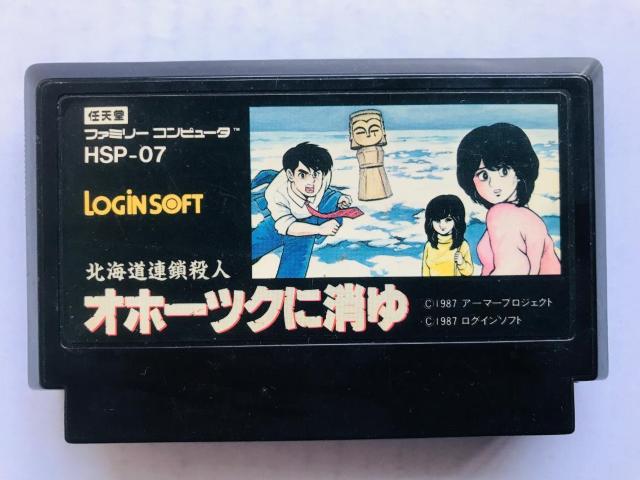 任天堂
ファミリー コンピュータ™
HSP-07
LOGiN SOFT
北海道連鎖殺人
オホーツクに消ゆ
©1987 アーマープロジェクト
©1987 ログインソフト